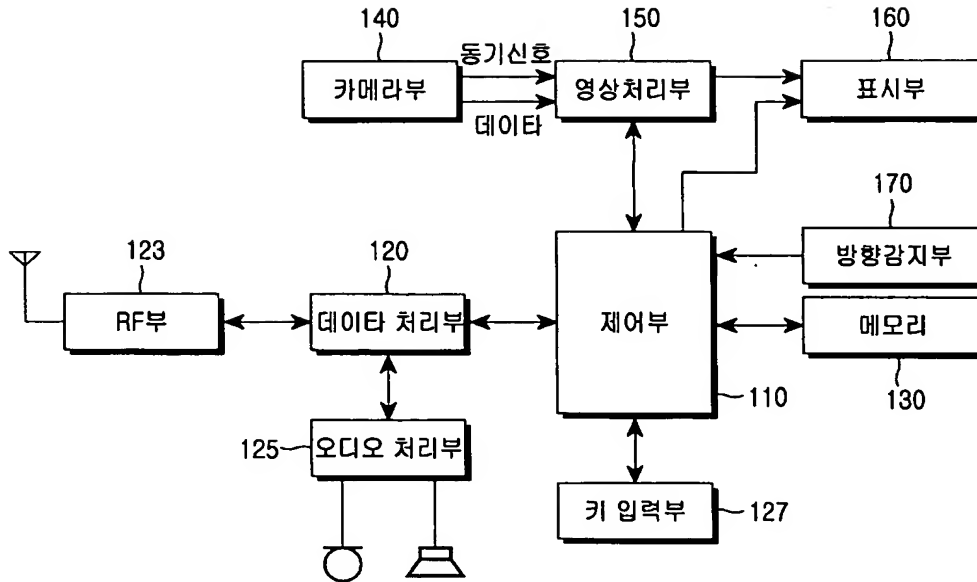 140
150
160
동기신호
카메라부
영상처리부
표시부
데이타
170
방향감지부
123
120
RF부
데이타 처리부
제어부
메모리
110
130
125
오디오 처리부
키 입력부
127